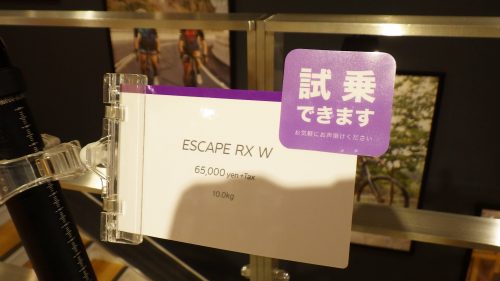 試乗
できます
お気軽にお声掛けください
ESCAPE RX W
65,000 yen+Tax
10.0kg